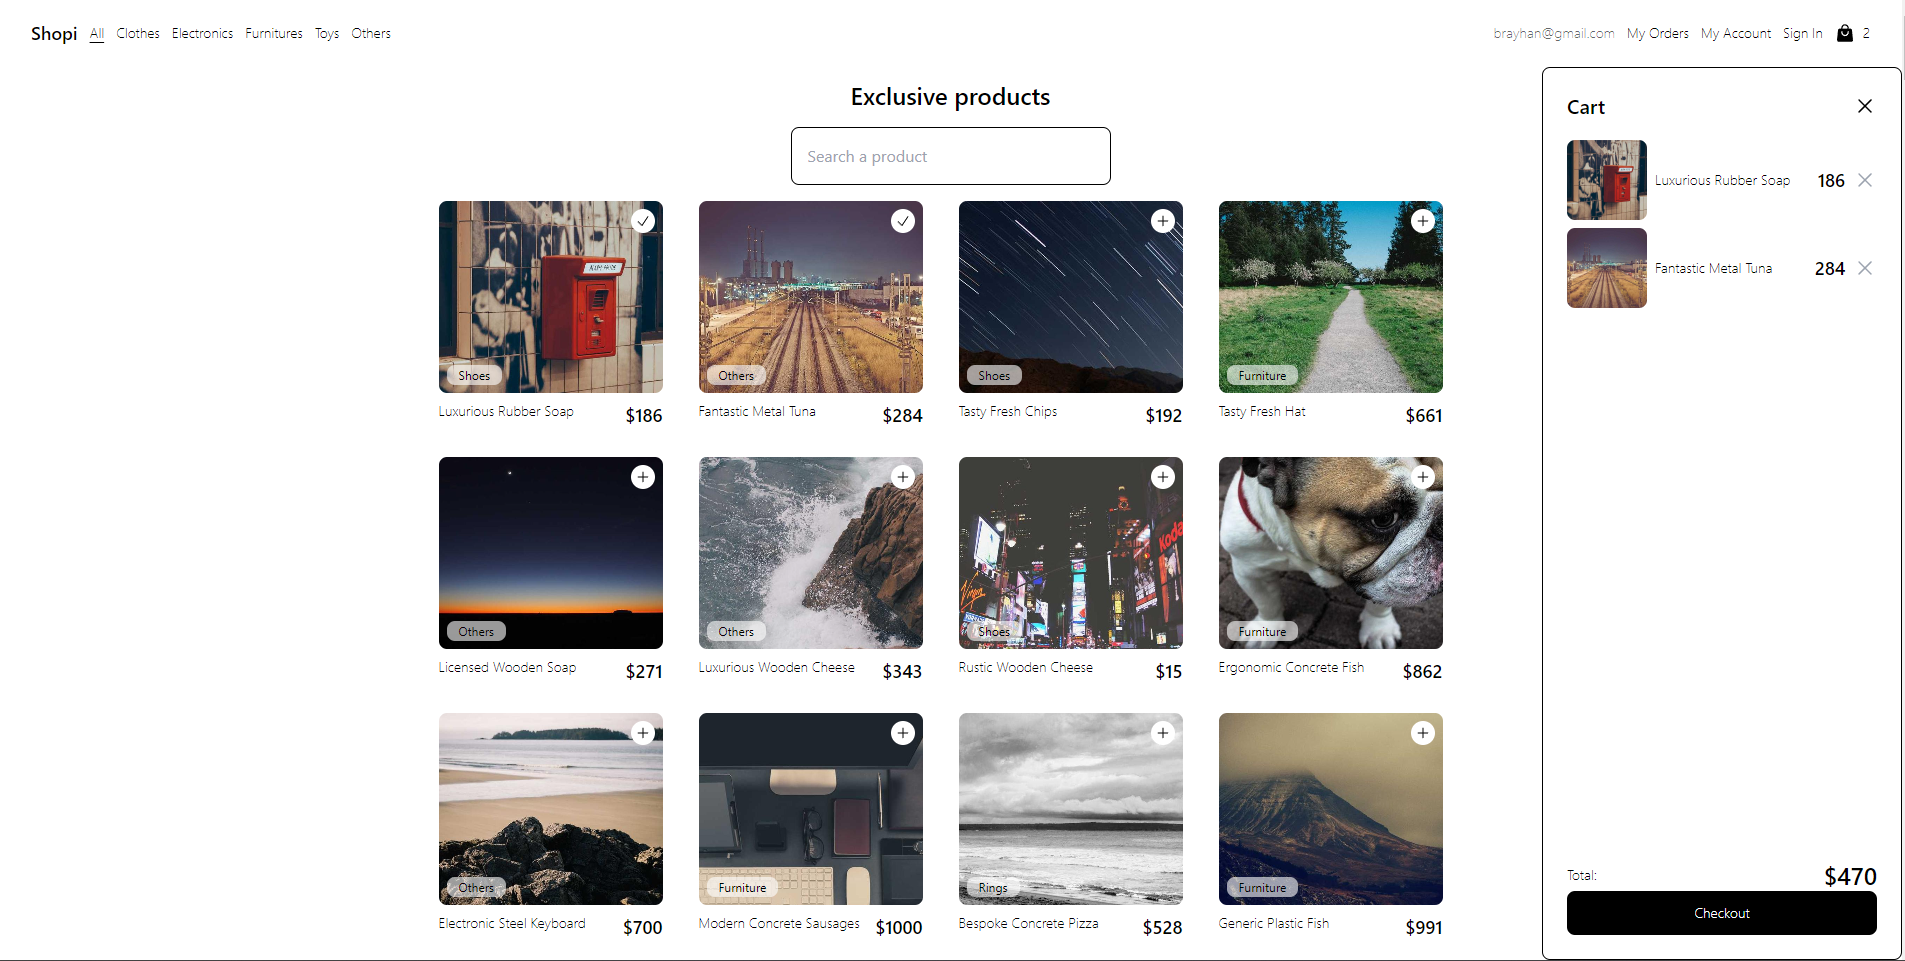 Shopi All Clothes Electronics Furnitures Toys Others
brayhan@gmail.com My Orders My Account Sign In 2
Exclusive products
Search a product
Shoes
Luxurious Rubber Soap $186
Others
Fantastic Metal Tuna $284
Shoes
Tasty Fresh Chips $192
Furniture
Tasty Fresh Hat $661
Others
Licensed Wooden Soap $271
Others
Luxurious Wooden Cheese $343
Virgin
Koda
Shoes
Rustic Wooden Cheese $15
Furniture
Ergonomic Concrete Fish $862
Others
Electronic Steel Keyboard $700
Furniture
Modern Concrete Sausages $1000
Rings
Bespoke Concrete Pizza $528
Furniture
Generic Plastic Fish $991
Cart
Luxurious Rubber Soap 186
Fantastic Metal Tuna 284
Total: $470
Checkout